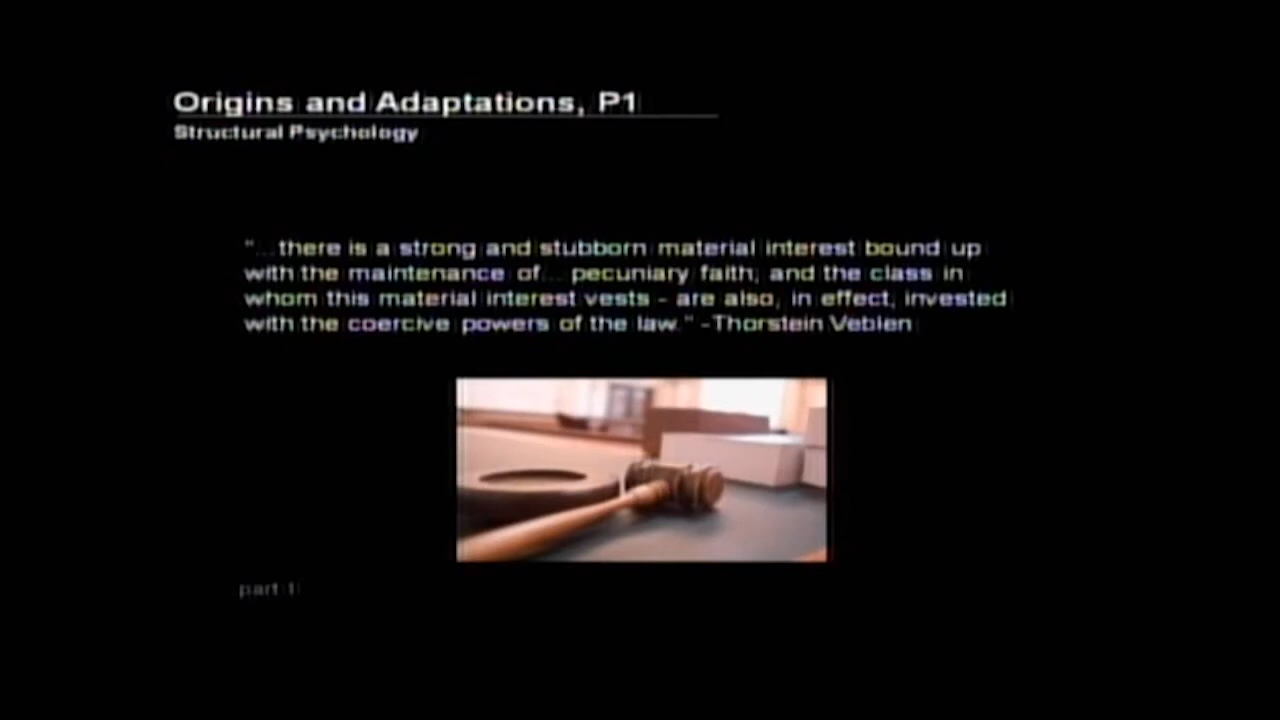 Origins and Adaptations, P1
Structural Psychology
"... there is a strong and stubborn material interest bound up
with the maintenance of... pecuniary faith; and the class in
whom this material interest vests - are also, in effect, invested
with the coercive powers of the law." -Thorstein Veblen
part 1